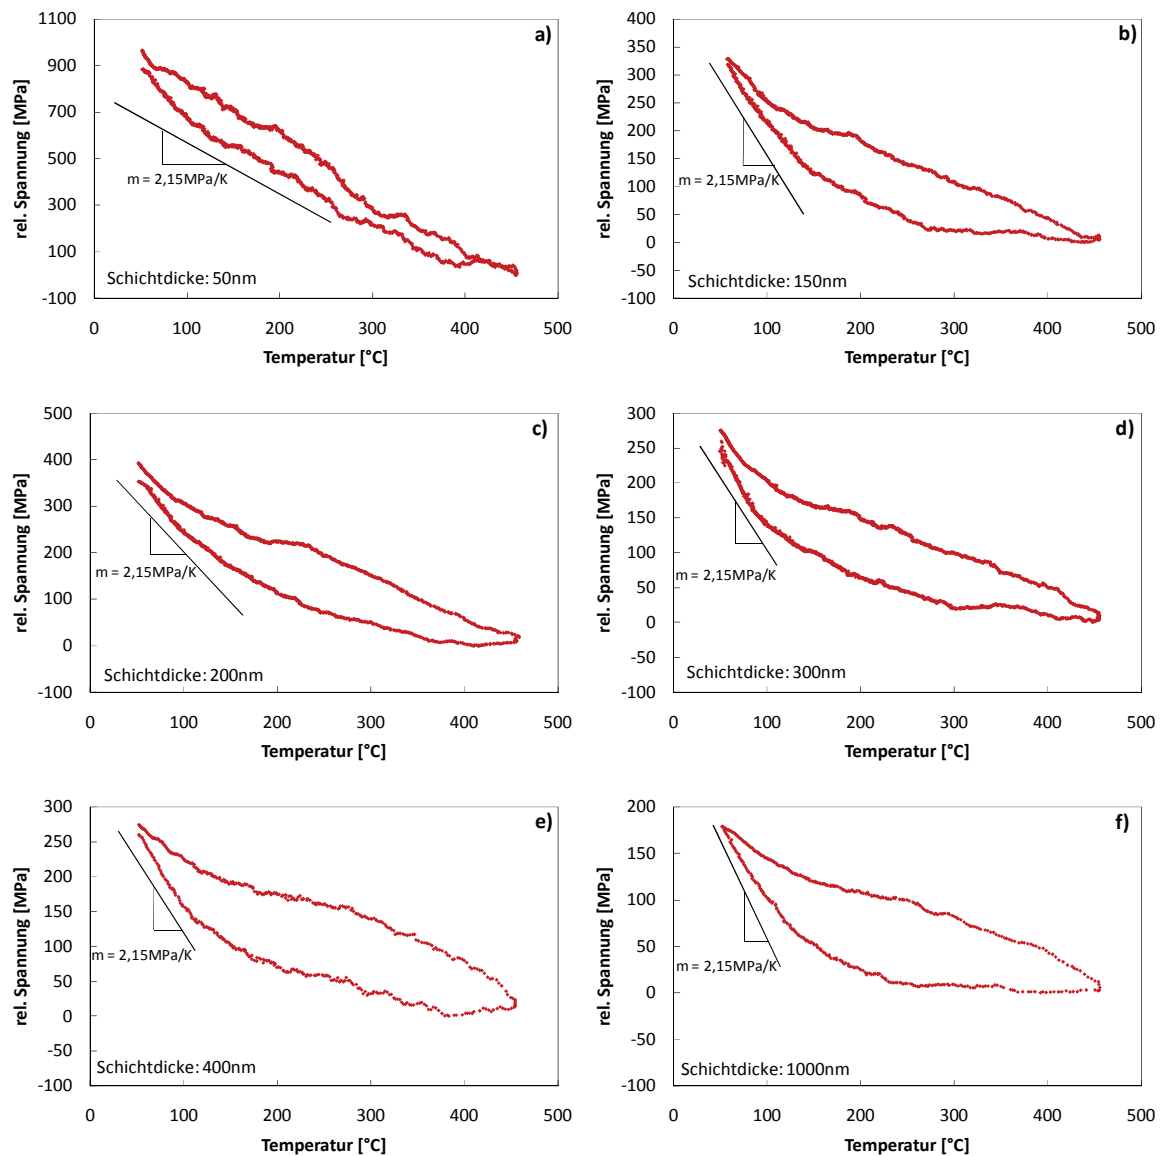 a)
rel. Spannung [MPa]
1100
900
700
500
300
100
-100
m = 2,15MPa/K
Schichtdicke: 50nm
0 100 200 300 400 500
Temperatur [°C]
b)
rel. Spannung [MPa]
400
350
300
250
200
150
100
50
0
-50
-100
m = 2,15MPa/K
Schichtdicke: 150nm
0 100 200 300 400 500
Temperatur [°C]
c)
rel. Spannung [MPa]
500
400
300
200
100
0
-100
m = 2,15MPa/K
Schichtdicke: 200nm
0 100 200 300 400 500
Temperatur [°C]
d)
rel. Spannung [MPa]
300
250
200
150
100
50
0
-50
-100
m = 2,15MPa/K
Schichtdicke: 300nm
0 100 200 300 400 500
Temperatur [°C]
e)
rel. Spannung [MPa]
300
250
200
150
100
50
0
-50
-100
m = 2,15MPa/K
Schichtdicke: 400nm
0 100 200 300 400 500
Temperatur [°C]
f)
rel. Spannung [MPa]
200
150
100
50
0
-50
-100
m = 2,15MPa/K
Schichtdicke: 1000nm
0 100 200 300 400 500
Temperatur [°C]